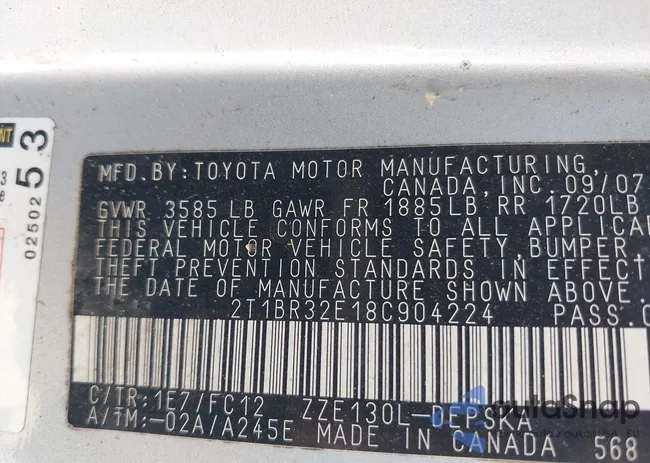 MFD.BY:TOYOTA MOTOR MANUFACTURING,
CANADA,INC.09/07
GVWR 3585 LB GAWR FR 1885LB RR 1720LB
THIS VEHICLE CONFORMS TO ALL APPLICA
FEDERAL MOTOR VEHICLE SAFETY,BUMPER,
THEFT PREVENTION STANDARDS IN EFFECT
THE DATE OF MANUFACTURE SHOWN ABOVE.
2T1BR32E18C904224 PASS.
C/TR:1E7/FC12 ZZE130L-DEPSKA
A/TM:-02A/A245E MADE IN CANADA 568
53
02502
NT
autoSnap